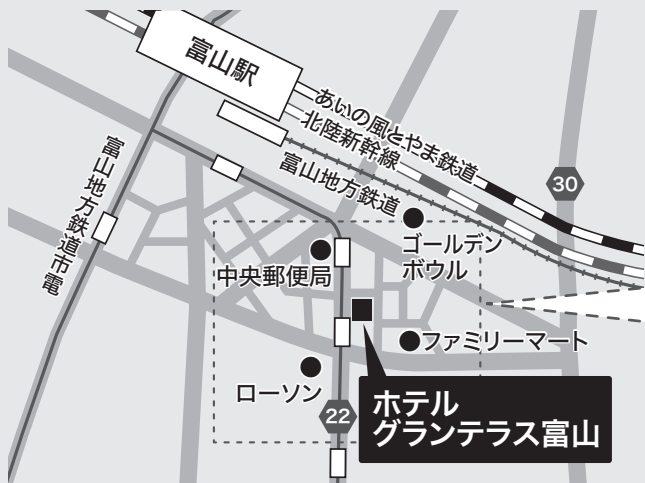 富山駅
あいの風とやま鉄道
北陸新幹線
富山地方鉄道
富山地方鉄道市電
30
ゴールデン
ボウル
中央郵便局
ファミリーマート
ローソン
22
ホテル
グランテラス富山